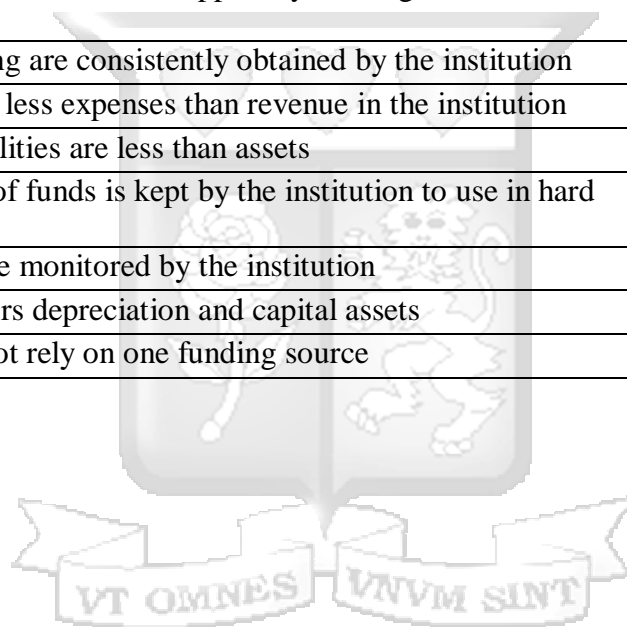 ng are consistently obtained by the institution
less expenses than revenue in the institution
lities are less than assets
of funds is kept by the institution to use in hard
e monitored by the institution
rs depreciation and capital assets
ot rely on one funding source
VT OMNES VNVM SINT